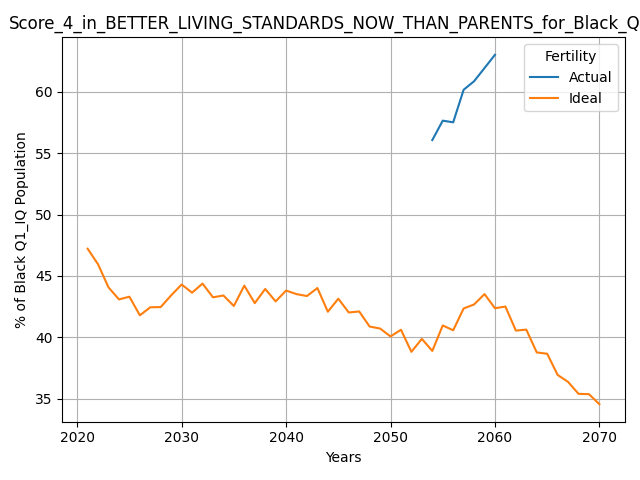 Score_4_in_BETTER_LIVING_STANDARDS_NOW_THAN_PARENTS_for_Black_Q
Fertility
Actual
Ideal
% of Black Q1_IQ Population
60
55
50
45
40
35
2020 2030 2040 2050 2060 2070
Years